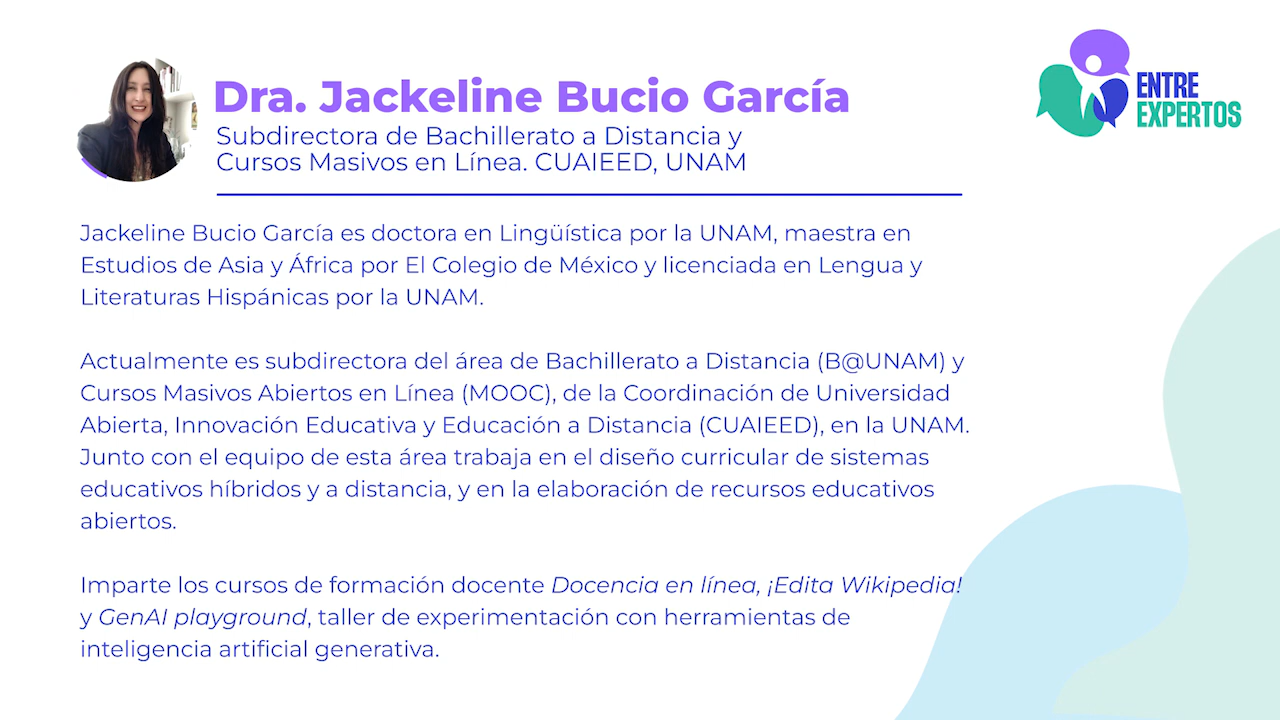 Dra. Jackeline Bucio García
Subdirectora de Bachillerato a Distancia y
Cursos Masivos en Línea. CUAIEED, UNAM
ENTRE
EXPERTOS
Jackeline Bucio García es doctora en Lingüística por la UNAM, maestra en
Estudios de Asia y África por El Colegio de México y licenciada en Lengua y
Literaturas Hispánicas por la UNAM.
Actualmente es subdirectora del área de Bachillerato a Distancia (B@UNAM) y
Cursos Masivos Abiertos en Línea (MOOC), de la Coordinación de Universidad
Abierta, Innovación Educativa y Educación a Distancia (CUAIEED), en la UNAM.
Junto con el equipo de esta área trabaja en el diseño curricular de sistemas
educativos híbridos y a distancia, y en la elaboración de recursos educativos
abiertos.
Imparte los cursos de formación docente Docencia en línea, ¡Edita Wikipedia!
y GenAI playground, taller de experimentación con herramientas de
inteligencia artificial generativa.